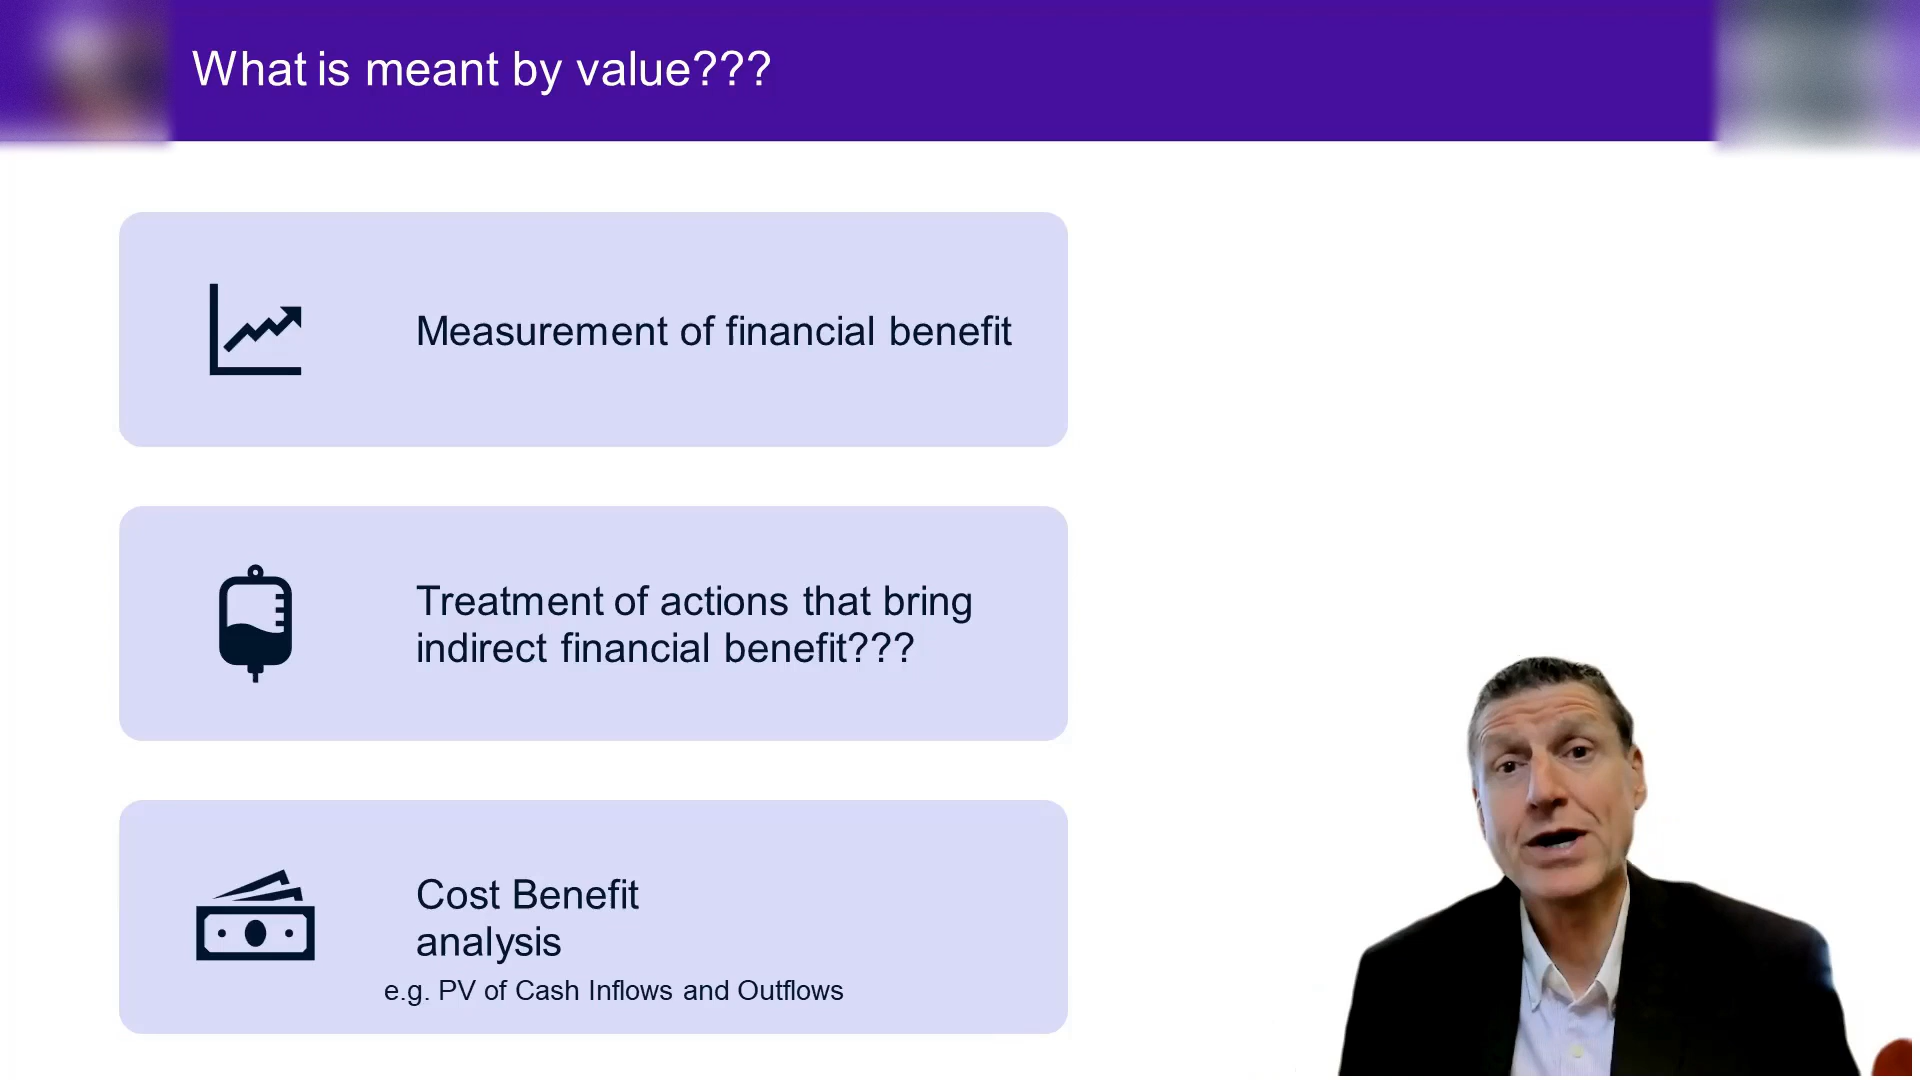 What is meant by value???
Measurement of financial benefit
Treatment of actions that bring
indirect financial benefit???
Cost Benefit
analysis
e.g. PV of Cash Inflows and Outflows